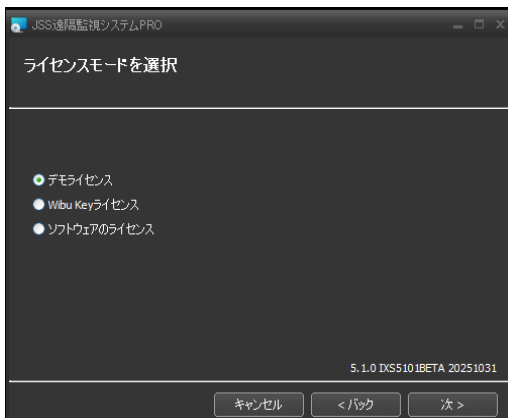 JSS遠隔監視システムPRO
ライセンスモードを選択
デモライセンス
Wibu Keyライセンス
ソフトウェアのライセンス
5.1.0 IXS5101BETA 20251031
キャンセル
< バック
次 >